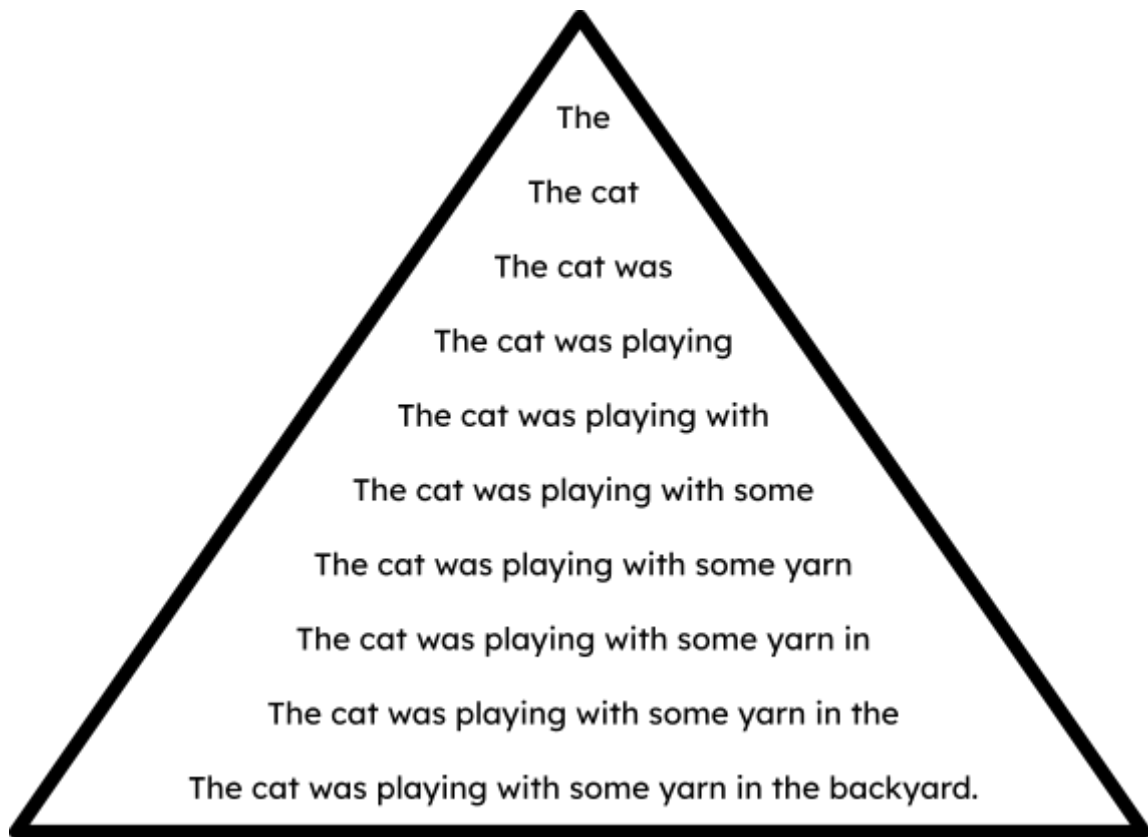 The
The cat
The cat was
The cat was playing
The cat was playing with
The cat was playing with some
The cat was playing with some yarn
The cat was playing with some yarn in
The cat was playing with some yarn in the
The cat was playing with some yarn in the backyard.